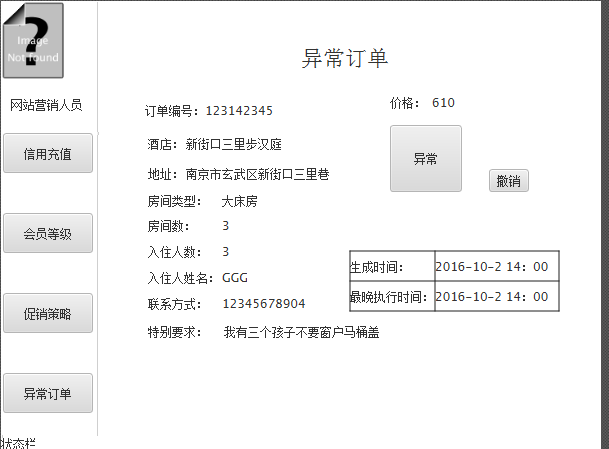 Image
Not found
网站营销人员
信用充值
会员等级
促销策略
异常订单
状态栏
异常订单
订单编号：123142345
价格： 610
酒店：新街口三里步汉庭
异常
地址：南京市玄武区新街口三里巷
撤销
房间类型： 大床房
房间数： 3
入住人数： 3
入住人姓名：GGG
联系方式： 12345678904
特别要求： 我有三个孩子不要窗户马桶盖
生成时间： 2016-10-2 14：00
最晚执行时间：2016-10-2 14：00